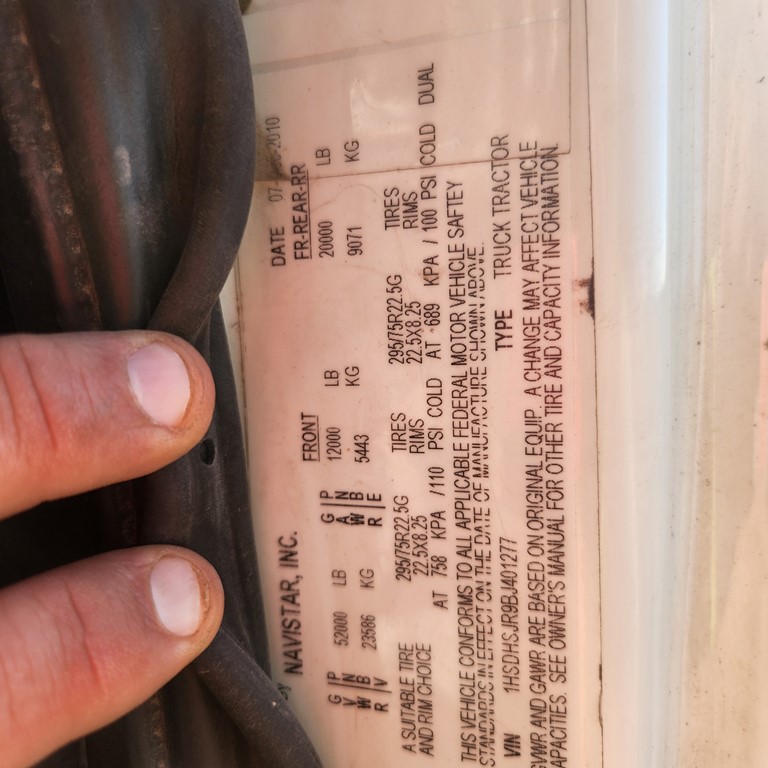 DATE 07- 2010
NAVISTAR, INC. FRONT FR-REAR-RR
G P 52000 LB G P 12000 LB 20000 LB
V N A N
W B 23586 KG W B 5443 KG 9071 KG
R V R E
A SUITABLE TIRE 295/75R22.5G TIRES 295/75R22.5G TIRES
AND RIM CHOICE 22.5X8.25 RIMS 22.5X8.25 RIMS
AT 758 KPA /110 PSI COLD AT 689 KPA / 100 PSI COLD DUAL
THIS VEHICLE CONFORMS TO ALL APPLICABLE FEDERAL MOTOR VEHICLE SAFTEY
STANDARDS IN EFFECT ON THE DATE OF MANUFACTURE SHOWN ABOVE.
VIN 1HSDHSJR9BJ401277 TYPE TRUCK TRACTOR
GVWR AND GAWR ARE BASED ON ORIGINAL EQUIP. A CHANGE MAY AFFECT VEHICLE
CAPACITIES. SEE OWNER'S MANUAL FOR OTHER TIRE AND CAPACITY INFORMATION.